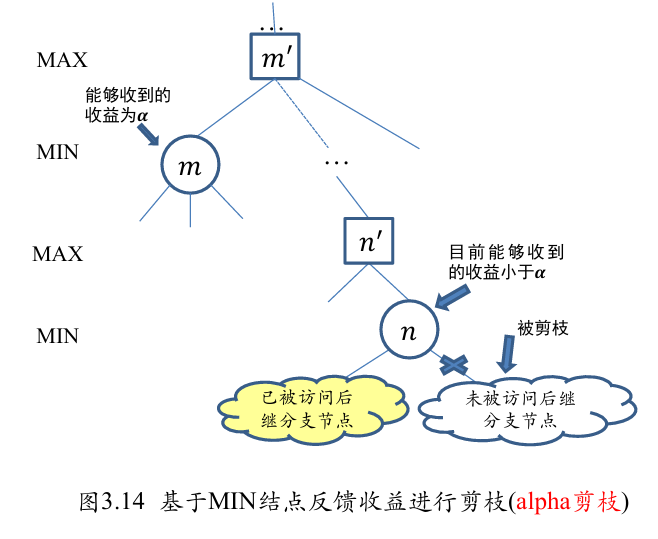 …
MAX
m′
能够收到的
收益为α
MIN
m
…
MAX
n′
目前能够收到
的收益小于α
MIN
n
被剪枝
已被访问后
继分支节点
未被访问后继
分支节点
图3.14 基于MIN结点反馈收益进行剪枝(alpha剪枝)